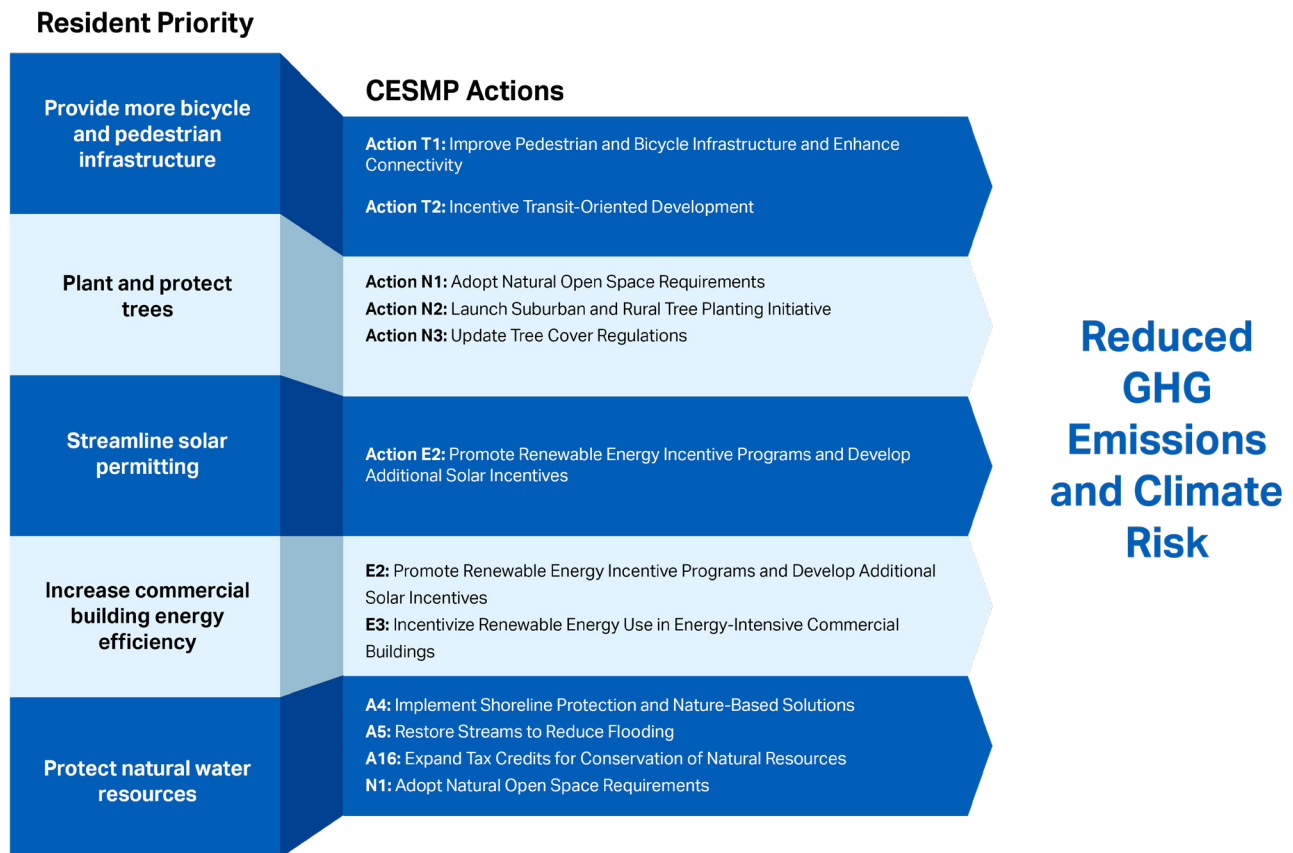 Resident Priority
CESMP Actions
Provide more bicycle
and pedestrian
infrastructure
Action T1: Improve Pedestrian and Bicycle Infrastructure and Enhance
Connectivity
Action T2: Incentive Transit-Oriented Development
Plant and protect
trees
Action N1: Adopt Natural Open Space Requirements
Action N2: Launch Suburban and Rural Tree Planting Initiative
Action N3: Update Tree Cover Regulations
Streamline solar
permitting
Action E2: Promote Renewable Energy Incentive Programs and Develop
Additional Solar Incentives
Increase commercial
building energy
efficiency
E2: Promote Renewable Energy Incentive Programs and Develop Additional
Solar Incentives
E3: Incentivize Renewable Energy Use in Energy-Intensive Commercial
Buildings
Protect natural water
resources
A4: Implement Shoreline Protection and Nature-Based Solutions
A5: Restore Streams to Reduce Flooding
A16: Expand Tax Credits for Conservation of Natural Resources
N1: Adopt Natural Open Space Requirements
Reduced
GHG
Emissions
and Climate
Risk